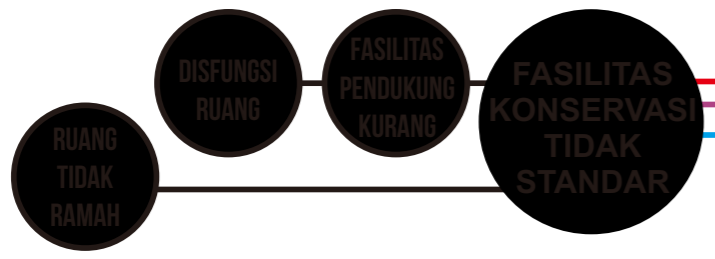 DISFUNGSI
RUANG
FASILITAS
PENDUKUNG
KURANG
FASILITAS
KONSERVASI
TIDAK
STANDAR
RUANG
TIDAK
RAMAH